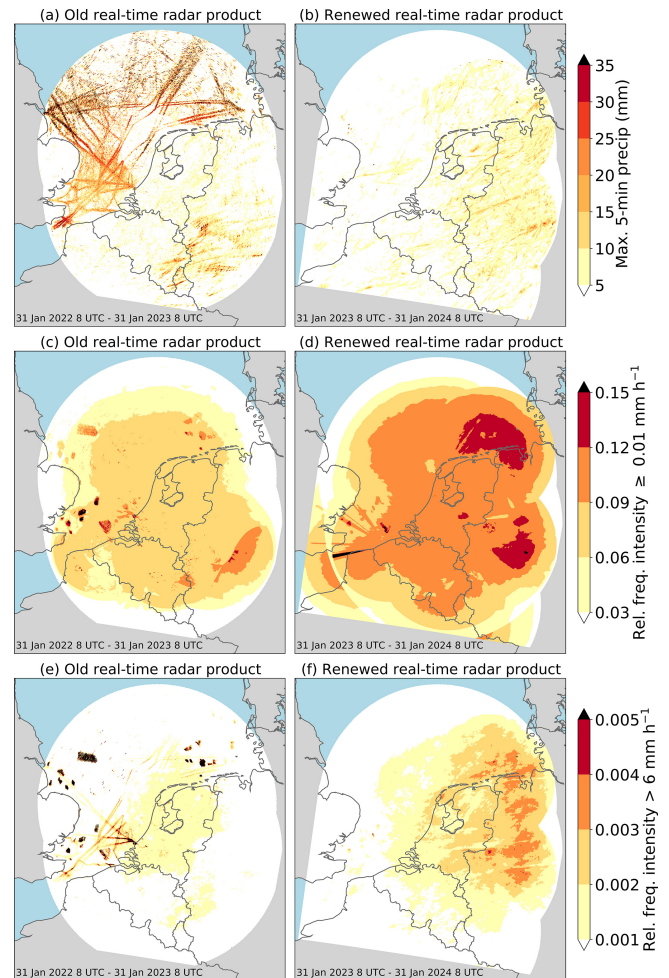 (a) Old real-time radar product
(b) Renewed real-time radar product
31 Jan 2022 8 UTC - 31 Jan 2023 8 UTC
31 Jan 2023 8 UTC - 31 Jan 2024 8 UTC
35
30
25
20
15
10
5
Max. 5-min precip (mm)
(c) Old real-time radar product
(d) Renewed real-time radar product
31 Jan 2022 8 UTC - 31 Jan 2023 8 UTC
31 Jan 2023 8 UTC - 31 Jan 2024 8 UTC
0.15
0.12
0.09
0.06
0.03
Rel. freq. intensity ≥ 0.01 mm h⁻¹
(e) Old real-time radar product
(f) Renewed real-time radar product
31 Jan 2022 8 UTC - 31 Jan 2023 8 UTC
31 Jan 2023 8 UTC - 31 Jan 2024 8 UTC
0.005
0.004
0.003
0.002
0.001
Rel. freq. intensity > 6 mm h⁻¹